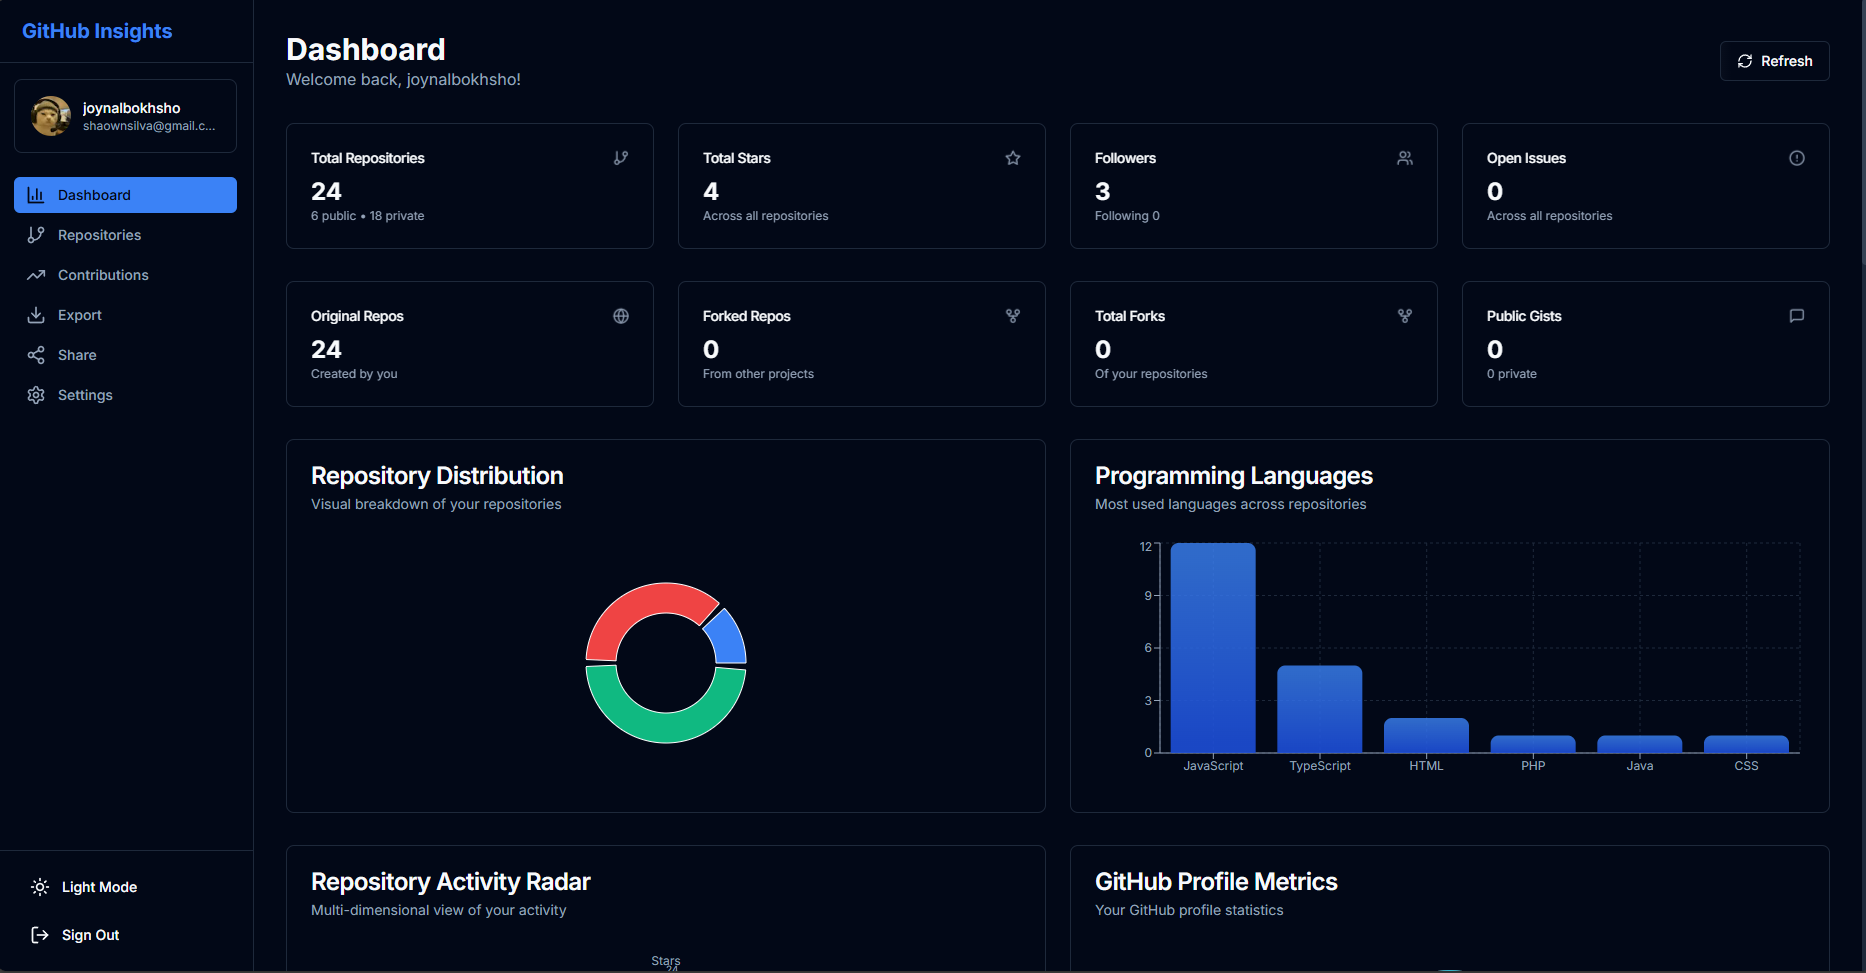 GitHub Insights
joynalbokhsho
shaownsilva@gmail.c...
Dashboard
Repositories
Contributions
Export
Share
Settings
Light Mode
Sign Out
Dashboard
Welcome back, joynalbokhsho!
Refresh
Total Repositories
24
6 public • 18 private
Total Stars
4
Across all repositories
Followers
3
Following 0
Open Issues
0
Across all repositories
Original Repos
24
Created by you
Forked Repos
0
From other projects
Total Forks
0
Of your repositories
Public Gists
0
0 private
Repository Distribution
Visual breakdown of your repositories
Programming Languages
Most used languages across repositories
12
9
6
3
0
JavaScript TypeScript HTML PHP Java CSS
Repository Activity Radar
Multi-dimensional view of your activity
Stars
24
GitHub Profile Metrics
Your GitHub profile statistics